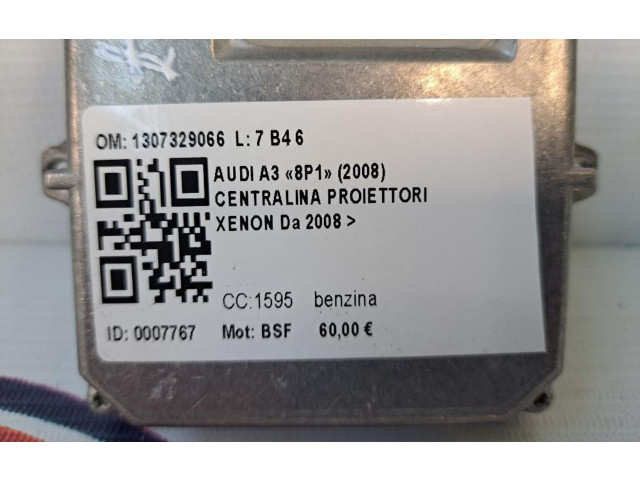 OM: 1307329066 L: 7 B4 6
AUDI A3 «8P1» (2008)
CENTRALINA PROIETTORI
XENON Da 2008 >
CC:1595 benzina
ID: 0007767 Mot: BSF 60,00 €